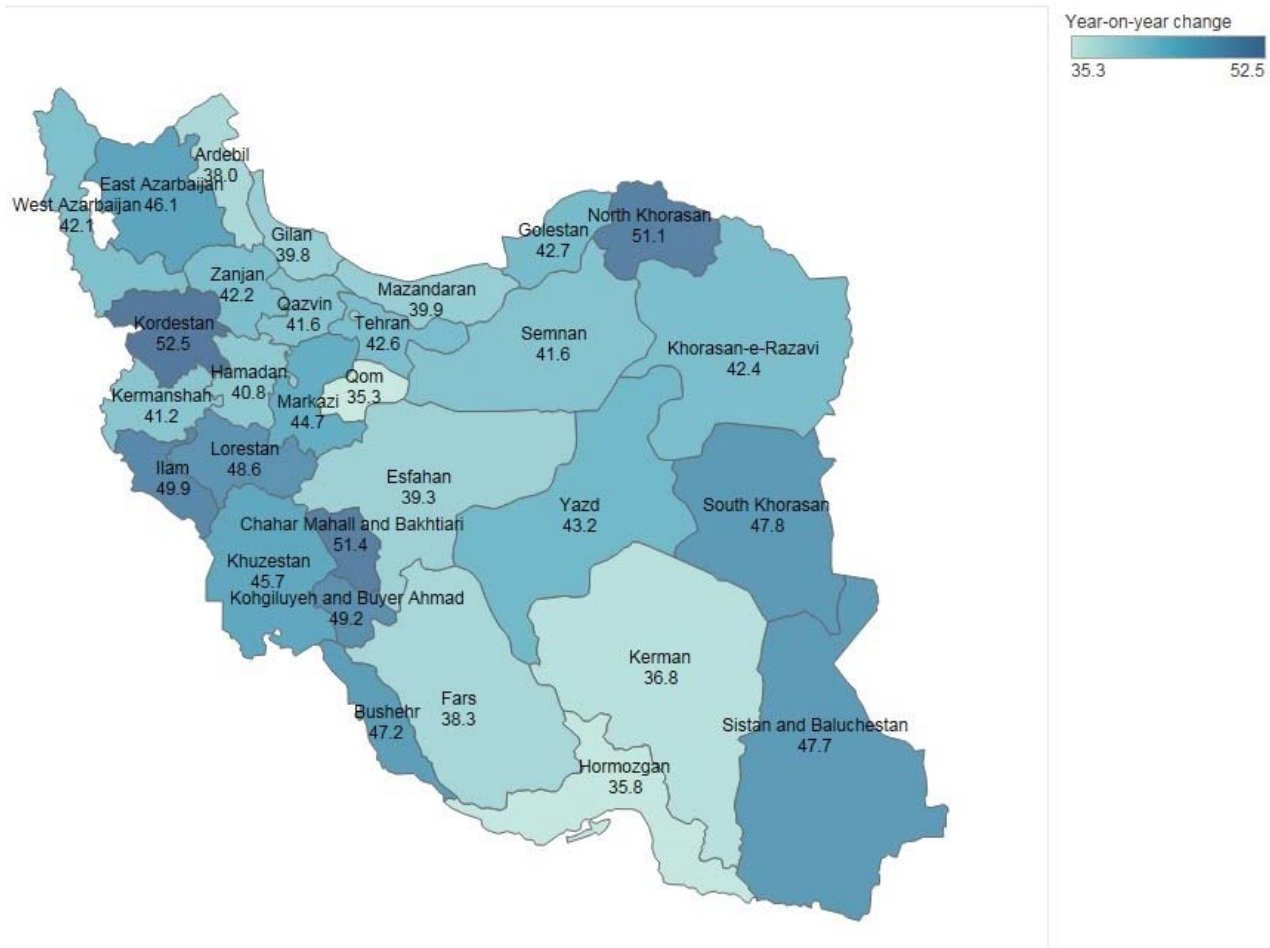 Year-on-year change
35.3 52.5
Ardebil
38.0
East Azarbaijan
46.1
West Azarbaijan
42.1
Gilan
39.8
Golestan
42.7
North Khorasan
51.1
Zanjan
42.2
Qazvin
41.6
Mazandaran
39.9
Kordestan
52.5
Tehran
42.6
Semnan
41.6
Khorasan-e-Razavi
42.4
Hamadan
40.8
Qom
35.3
Kermanshah
41.2
Markazi
44.7
Lorestan
48.6
Ilam
49.9
Esfahan
39.3
Yazd
43.2
South Khorasan
47.8
Chahar Mahall and Bakhtiari
51.4
Khuzestan
45.7
Kohgiluyeh and Buyer Ahmad
49.2
Kerman
36.8
Fars
38.3
Bushehr
47.2
Sistan and Baluchestan
47.7
Hormozgan
35.8